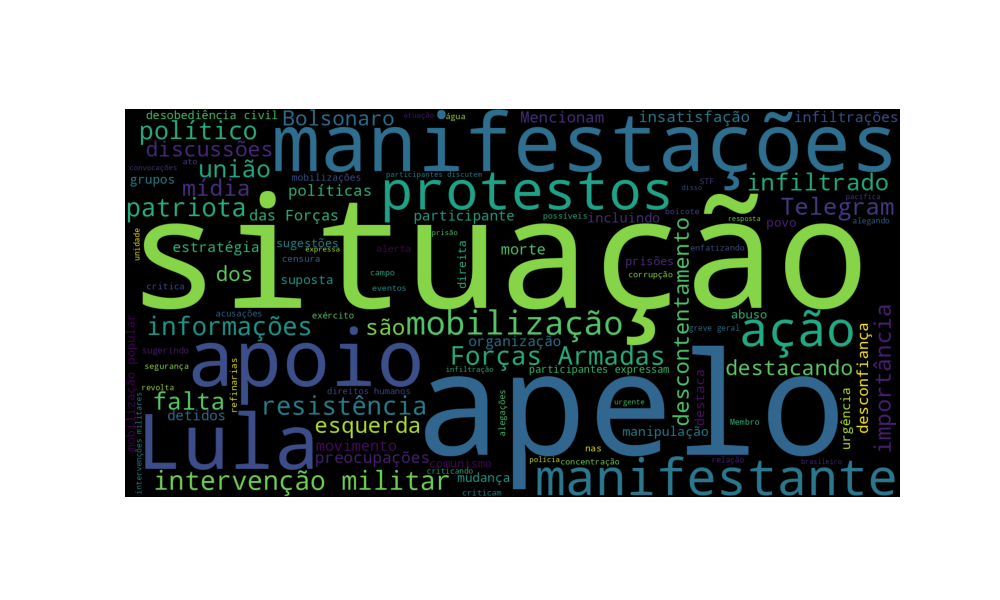 desobediência civil
Bolsonaro
atuação
água
Mencionam
insatisfação
infiltrações
político
manifestações
discussões
convocações
ato
união
mobilizações
participantes discutem
STF
grupos
mídia
políticas
protestos
disso
infiltrado
pacífica
patriota
das Forças
participante
possíveis
incluindo
boicote
Telegram
resposta
povo
alegando
unidade
situação
estratégia
sugestões
expressa
prisão
alerta
direita
morte
enfatizando
censura
dos
suposta
campo
eventos
prisões
corrupção
critica
descontentamento
acusações
exército
informações
são
mobilização
greve geral
abuso
ação
organização
sugerindo
mobilização popular
apoio
Forças Armadas
destacando
desconfiança
importância
segurança
infiltração
participantes expressam
revolta
refinarias
direitos humanos
apelo
destaca
urgência
falta
detidos
resistência
alegações
urgente
Membro
intervenções militares
Lula
esquerda
manipulação
movimento
nas
preocupações
comunismo
polícia
concentração
relação
brasileiro
criticando
intervenção militar
mudança
manifestante
criticam